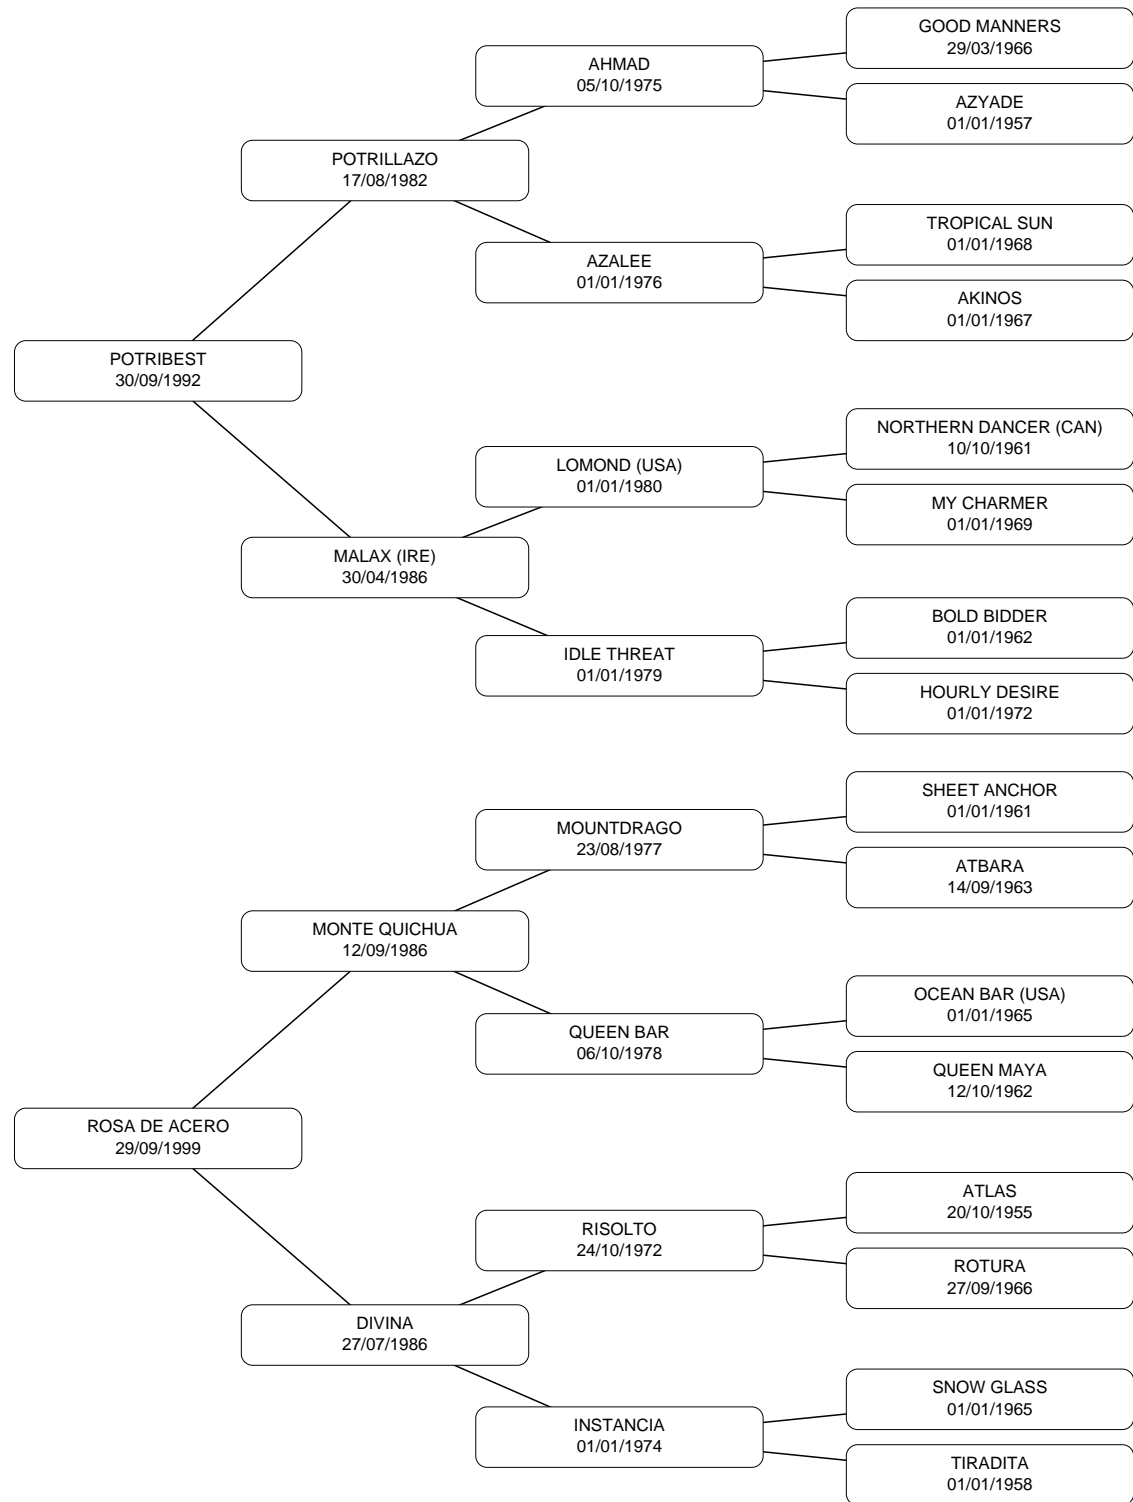 GOOD MANNERS
29/03/1966
AHMAD
05/10/1975
AZYADE
01/01/1957
POTRILLAZO
17/08/1982
TROPICAL SUN
01/01/1968
AZALEE
01/01/1976
AKINOS
01/01/1967
POTRIBEST
30/09/1992
NORTHERN DANCER (CAN)
10/10/1961
LOMOND (USA)
01/01/1980
MY CHARMER
01/01/1969
MALAX (IRE)
30/04/1986
BOLD BIDDER
01/01/1962
IDLE THREAT
01/01/1979
HOURLY DESIRE
01/01/1972
SHEET ANCHOR
01/01/1961
MOUNTDRAGO
23/08/1977
ATBARA
14/09/1963
MONTE QUICHUA
12/09/1986
OCEAN BAR (USA)
01/01/1965
QUEEN BAR
06/10/1978
QUEEN MAYA
12/10/1962
ROSA DE ACERO
29/09/1999
ATLAS
20/10/1955
RISOLTO
24/10/1972
ROTURA
27/09/1966
DIVINA
27/07/1986
SNOW GLASS
01/01/1965
INSTANCIA
01/01/1974
TIRADITA
01/01/1958